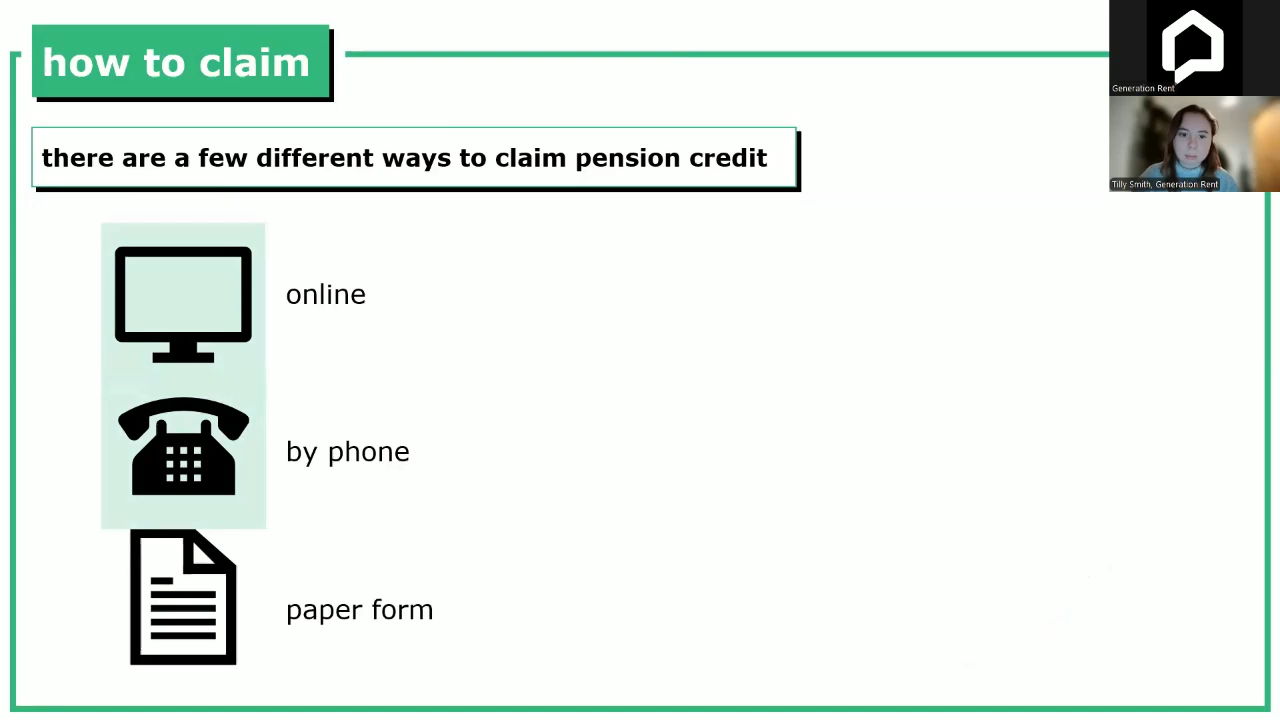 how to claim
there are a few different ways to claim pension credit
online
by phone
paper form
Generation Rent
Tilly Smith, Generation Rent